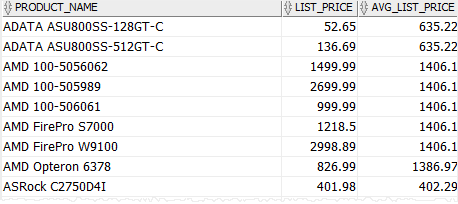 PRODUCT_NAME LIST_PRICE AVG_LIST_PRICE
ADATA ASU800SS-128GT-C 52.65 635.22
ADATA ASU800SS-512GT-C 136.69 635.22
AMD 100-5056062 1499.99 1406.1
AMD 100-505989 2699.99 1406.1
AMD 100-506061 999.99 1406.1
AMD FirePro S7000 1218.5 1406.1
AMD FirePro W9100 2998.89 1406.1
AMD Opteron 6378 826.99 1386.97
ASRock C2750D4I 401.98 402.29